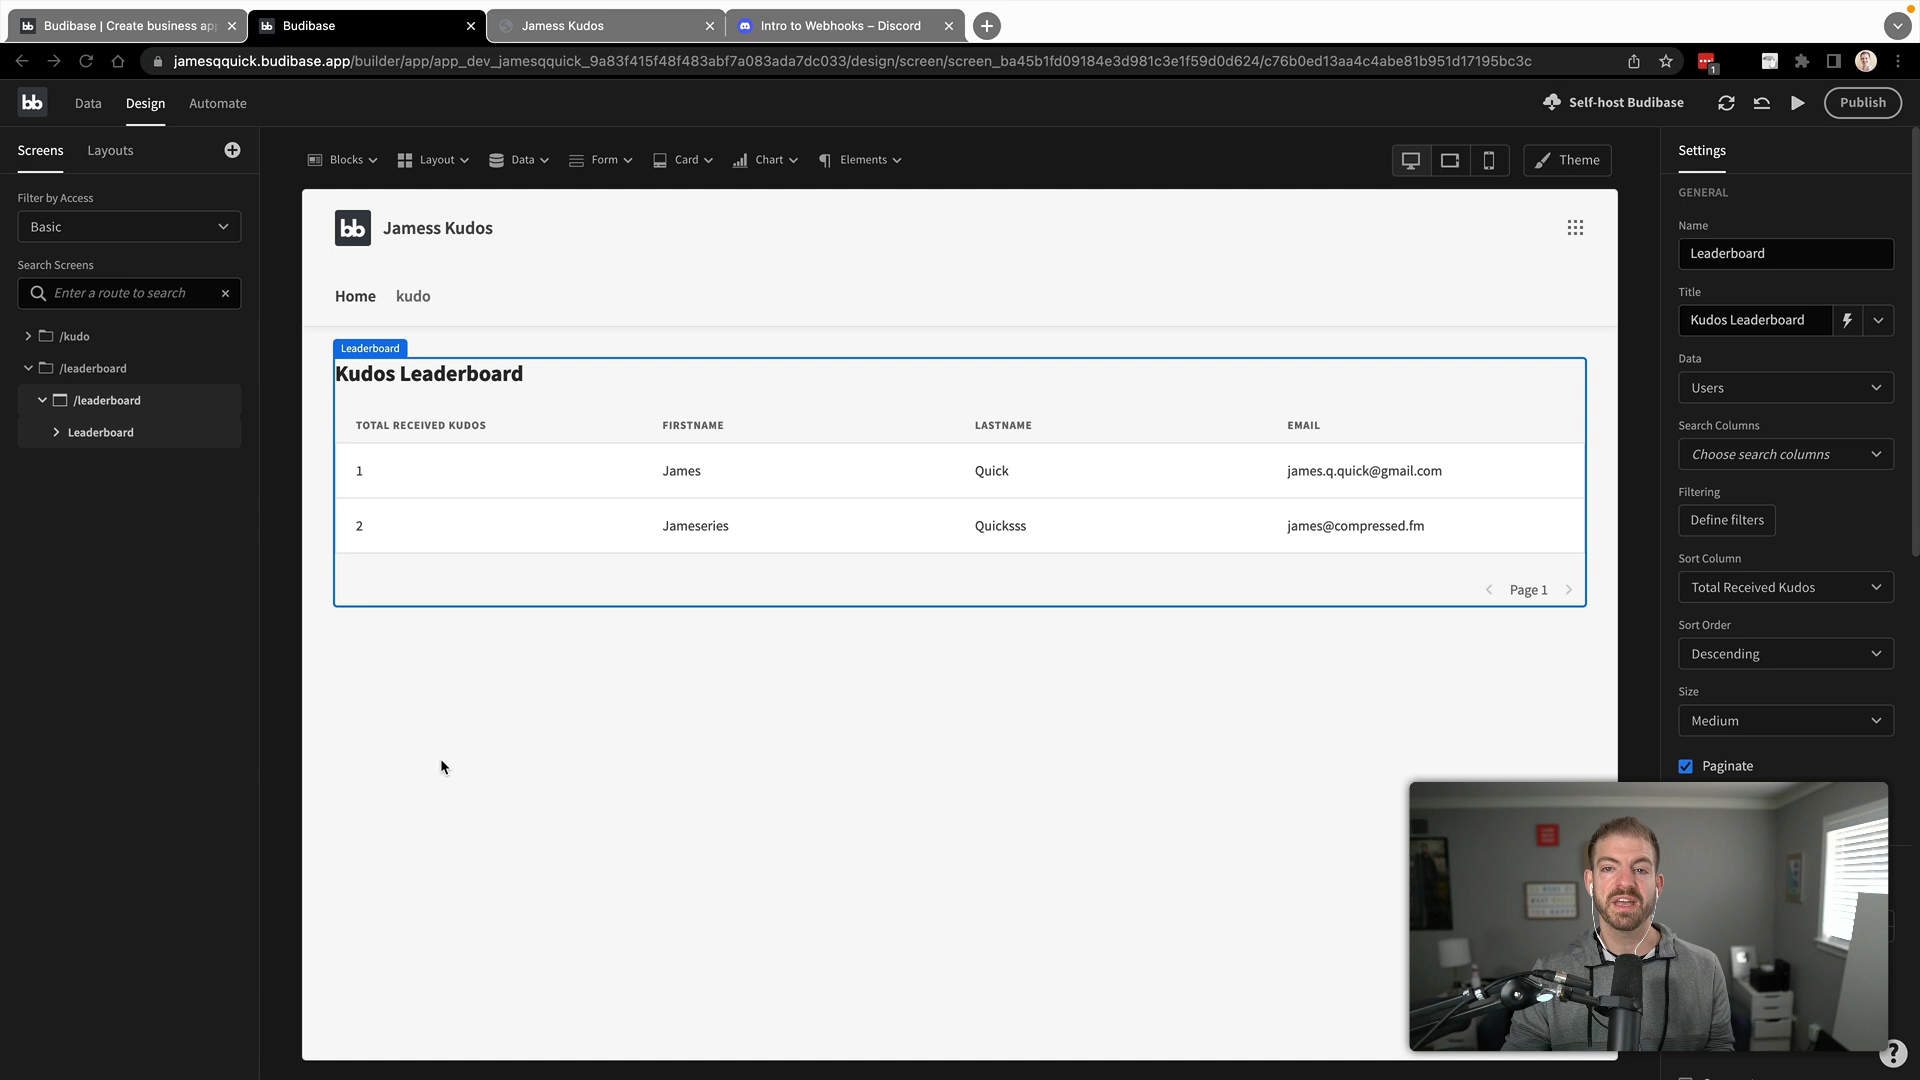 Budibase | Create business ap
Budibase
Jamess Kudos
Intro to Webhooks – Discord
jamesqquick.budibase.app/builder/app/app_dev_jamesqquick_9a83f415f48f483abf7a083ada7dc033/design/screen/screen_ba45b1fd09184e3d981c3e1f59d0d624/c76b0ed13aa4c4abe81b951d17195bc3c
1
bb
Data
Design
Automate
Self-host Budibase
Publish
Screens
Layouts
Filter by Access
Basic
Search Screens
Enter a route to search
/kudo
/leaderboard
/leaderboard
Leaderboard
Blocks
Layout
Data
Form
Card
Chart
Elements
Theme
bb
Jamess Kudos
Home
kudo
Leaderboard
Kudos Leaderboard
TOTAL RECEIVED KUDOS FIRSTNAME LASTNAME EMAIL
1 James Quick james.q.quick@gmail.com
2 Jameseries Quicksss james@compressed.fm
Page 1
Settings
GENERAL
Name
Leaderboard
Title
Kudos Leaderboard
Data
Users
Search Columns
Choose search columns
Filtering
Define filters
Sort Column
Total Received Kudos
Sort Order
Descending
Size
Medium
Paginate
?